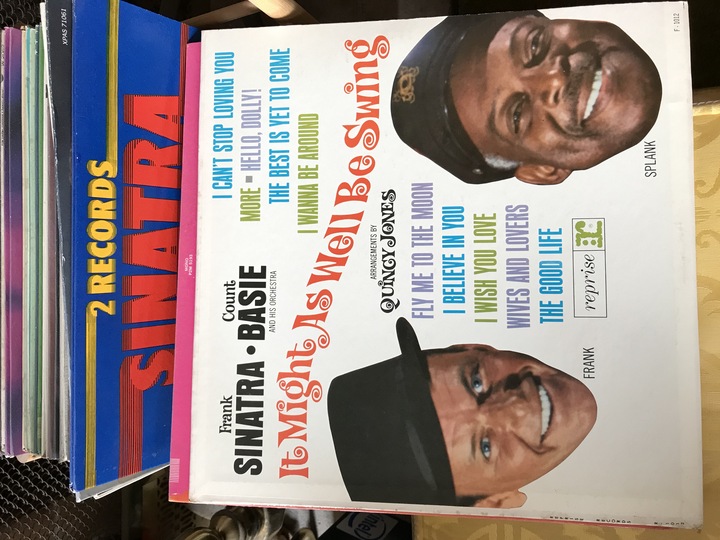 Frank Count
SINATRA • BASIE
AND HIS ORCHESTRA
I CAN'T STOP LOVING YOU
MORE ■ HELLO, DOLLY!
THE BEST IS YET TO COME
I WANNA BE AROUND
It Might As Well Be Swing
ARRANGEMENTS BY
QUINCY JONES
FLY ME TO THE MOON
I BELIEVE IN YOU
I WISH YOU LOVE
WIVES AND LOVERS
THE GOOD LIFE
reprise r:
FRANK
SPLANK
F-1012
2 RECORDS
SINATRA
XPAS 71061
MONO